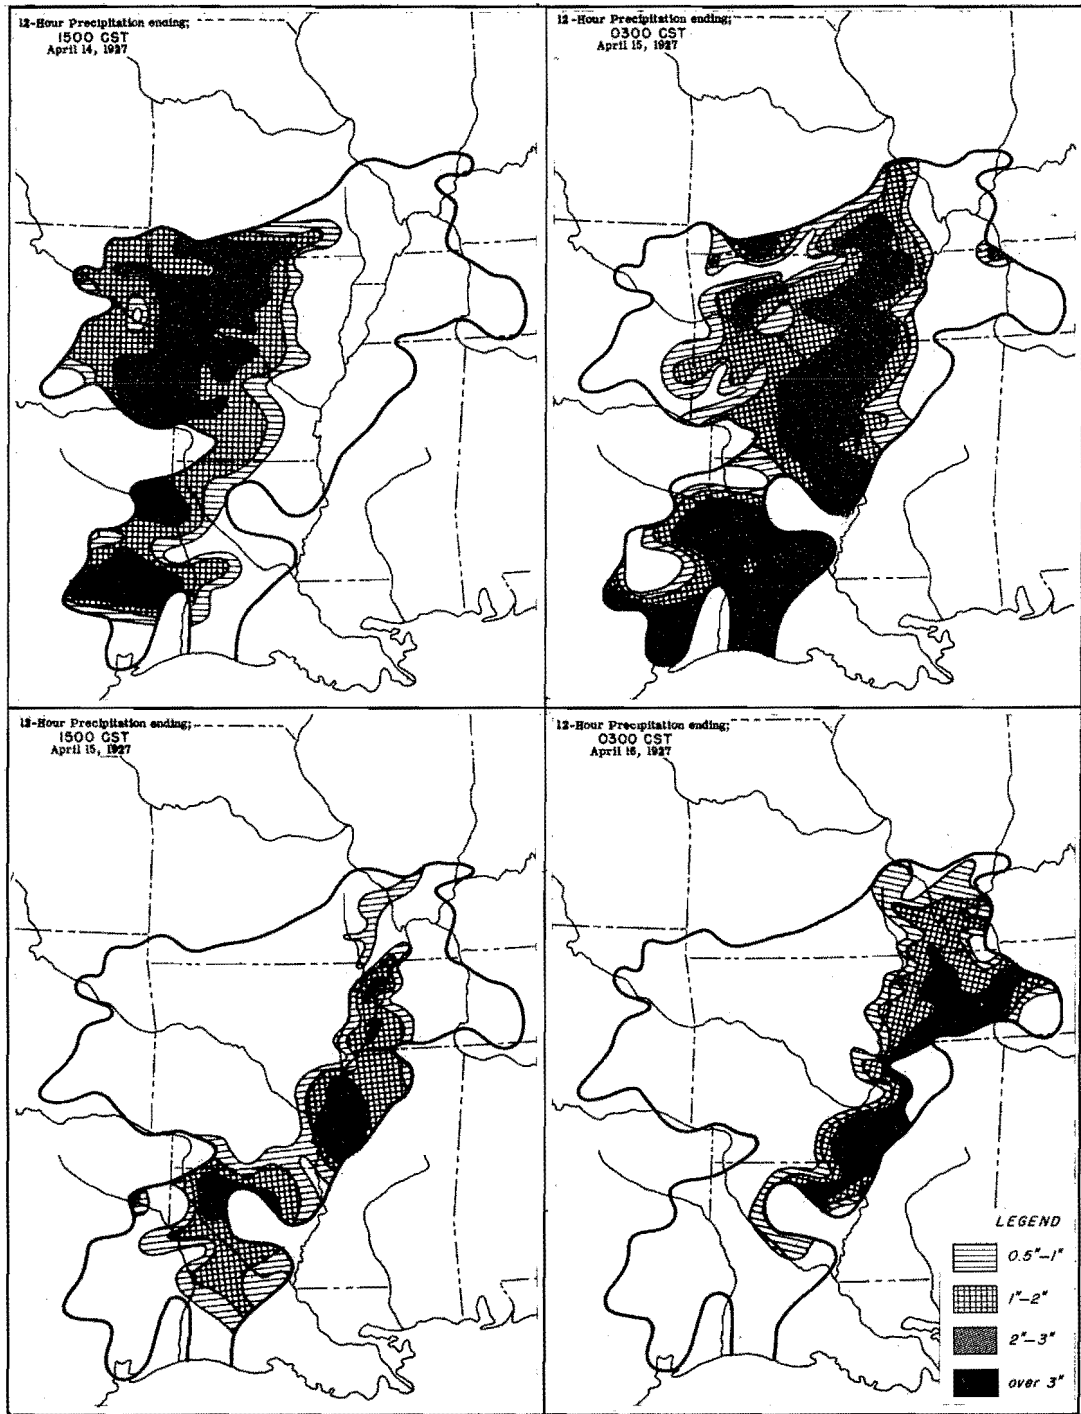 12-Hour Precipitation ending;
1500 CST
April 14, 1927
12-Hour Precipitation ending;
0300 CST
April 15, 1927
12-Hour Precipitation ending;
1500 CST
April 15, 1927
12-Hour Precipitation ending;
0300 CST
April 16, 1927
LEGEND
0.5"-1"
1"-2"
2"-3"
over 3"